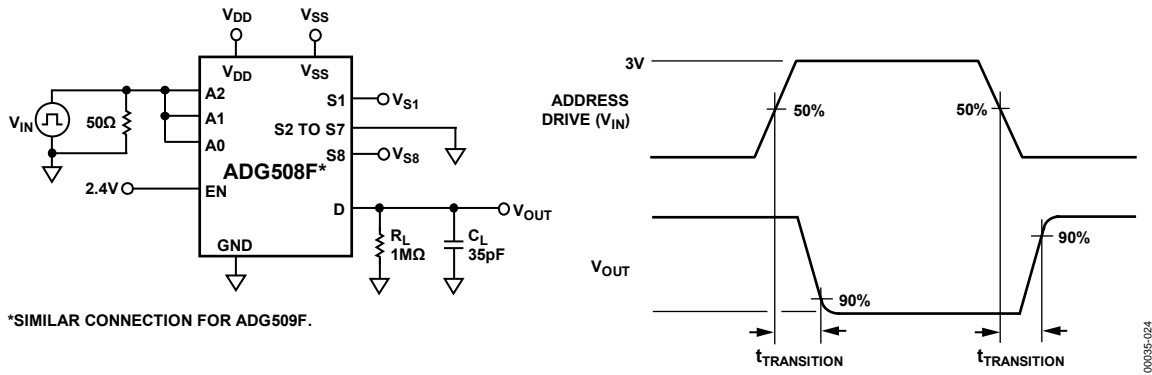 VDD
VSS
VDD
VSS
A2
A1
A0
VIN
50Ω
S1
VS1
S2 TO S7
S8
VS8
ADG508F*
2.4V
EN
D
VOUT
GND
RL
1MΩ
CL
35pF
*SIMILAR CONNECTION FOR ADG509F.
3V
ADDRESS
DRIVE (VIN)
50%
50%
VOUT
90%
90%
tTRANSITION
tTRANSITION
00035-024